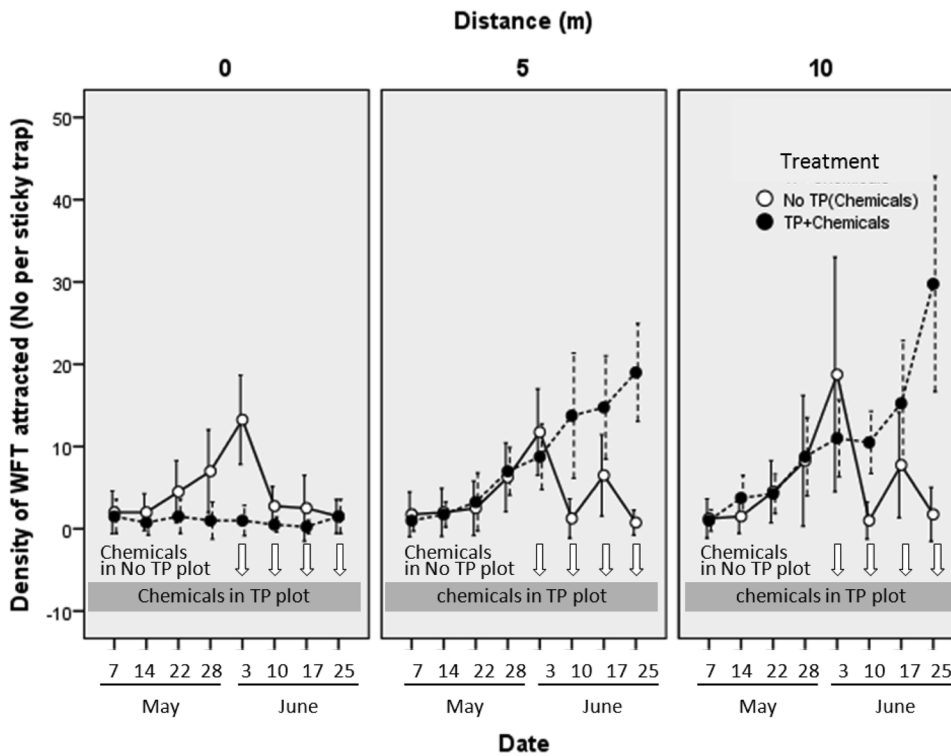 Distance (m)
0 5 10
Density of WFT attracted (No per sticky trap)
50
40
30
20
10
0
-10
Treatment
No TP(Chemicals)
TP+Chemicals
Chemicals
in No TP plot
Chemicals in TP plot
Chemicals
in No TP plot
chemicals in TP plot
Chemicals
in No TP plot
chemicals in TP plot
7 14 22 28 3 10 17 25
May June
7 14 22 28 3 10 17 25
May June
7 14 22 28 3 10 17 25
May June
Date